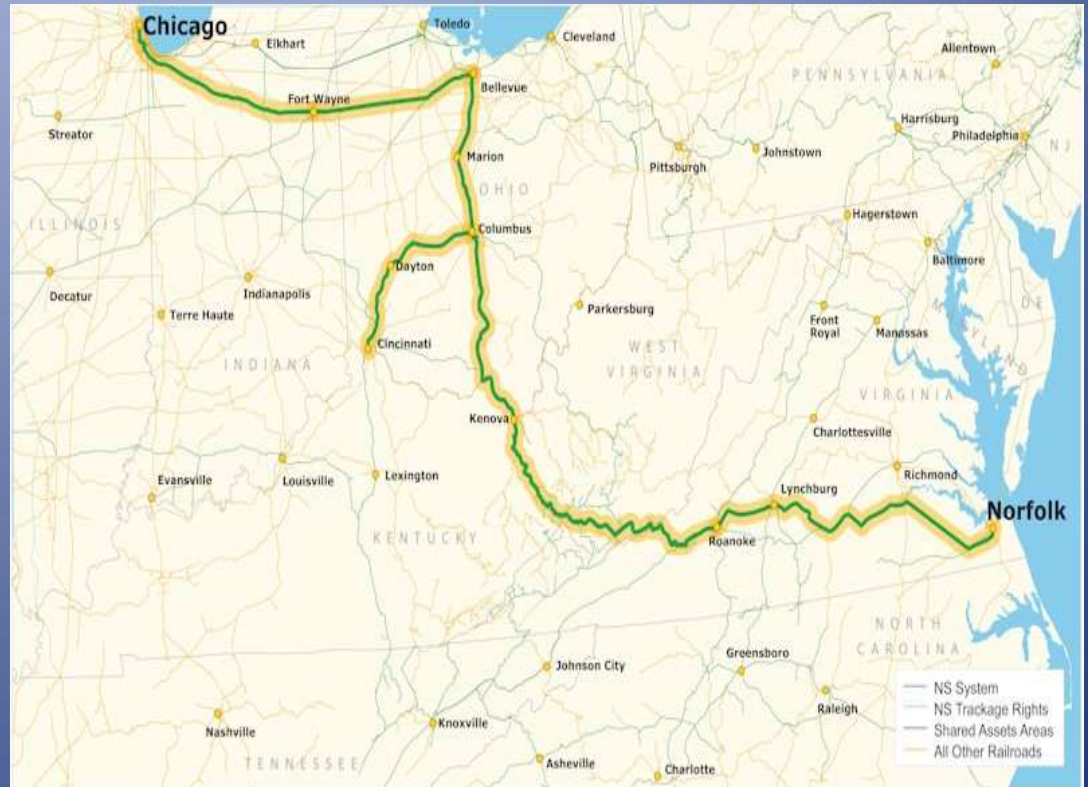 Chicago
Toledo
Cleveland
Elkhart
Allentown
PENNSYLVANIA
Bellevue
Fort Wayne
Streator
Harrisburg
Philadelphia
NJ
Marion
Pittsburgh
Johnstown
OHIO
Hagerstown
ILLINOIS
Columbus
Baltimore
Dayton
Decatur
Indianapolis
DE
MARYLAND
Terre Haute
Parkersburg
Front
Royal
Manassas
Cincinnati
WEST
VIRGINIA
INDIANA
VIRGINIA
Kenova
Charlottesville
Evansville
Louisville
Lexington
Richmond
Lynchburg
Norfolk
KENTUCKY
Roanoke
NORTH
CAROLINA
Greensboro
Johnson City
NS System
NS Trackage Rights
Shared Assets Areas
All Other Railroads
Raleigh
Nashville
Knoxville
TENNESSEE
Asheville
Charlotte